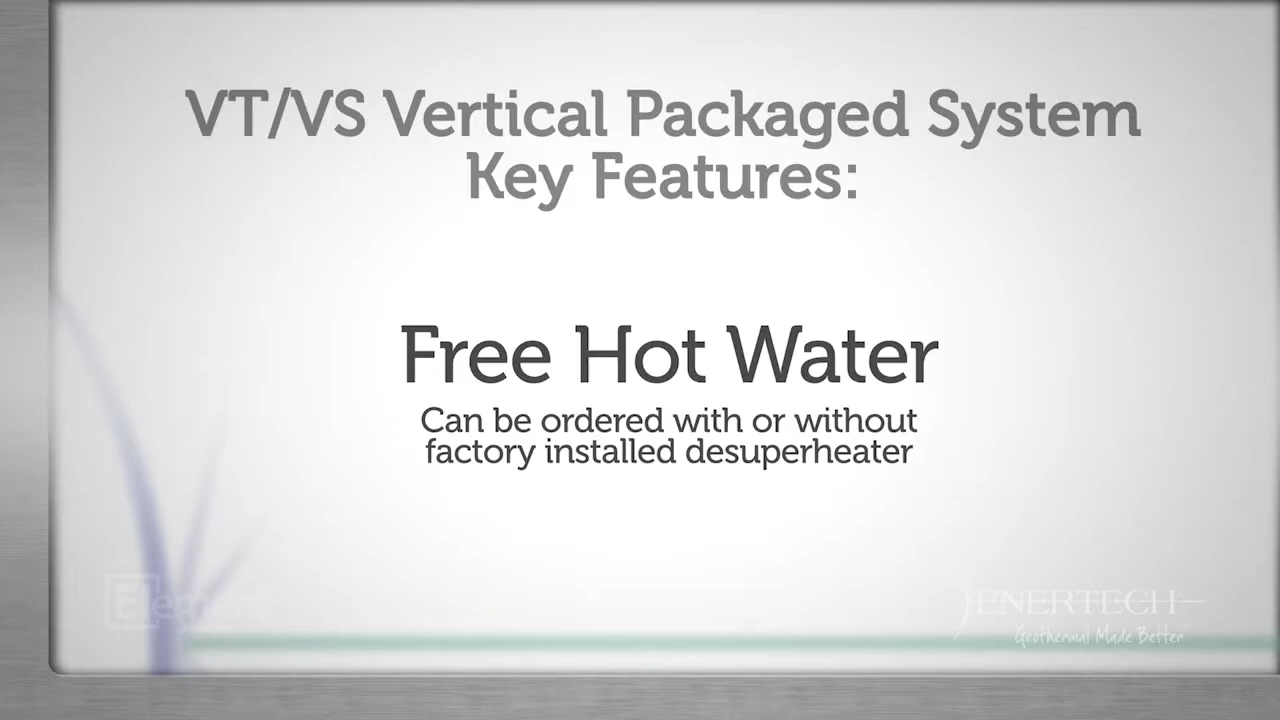 VT/VS Vertical Packaged System
Key Features:
Free Hot Water
Can be ordered with or without
factory installed desuperheater
Element
ENERTECH
Geothermal Made Better